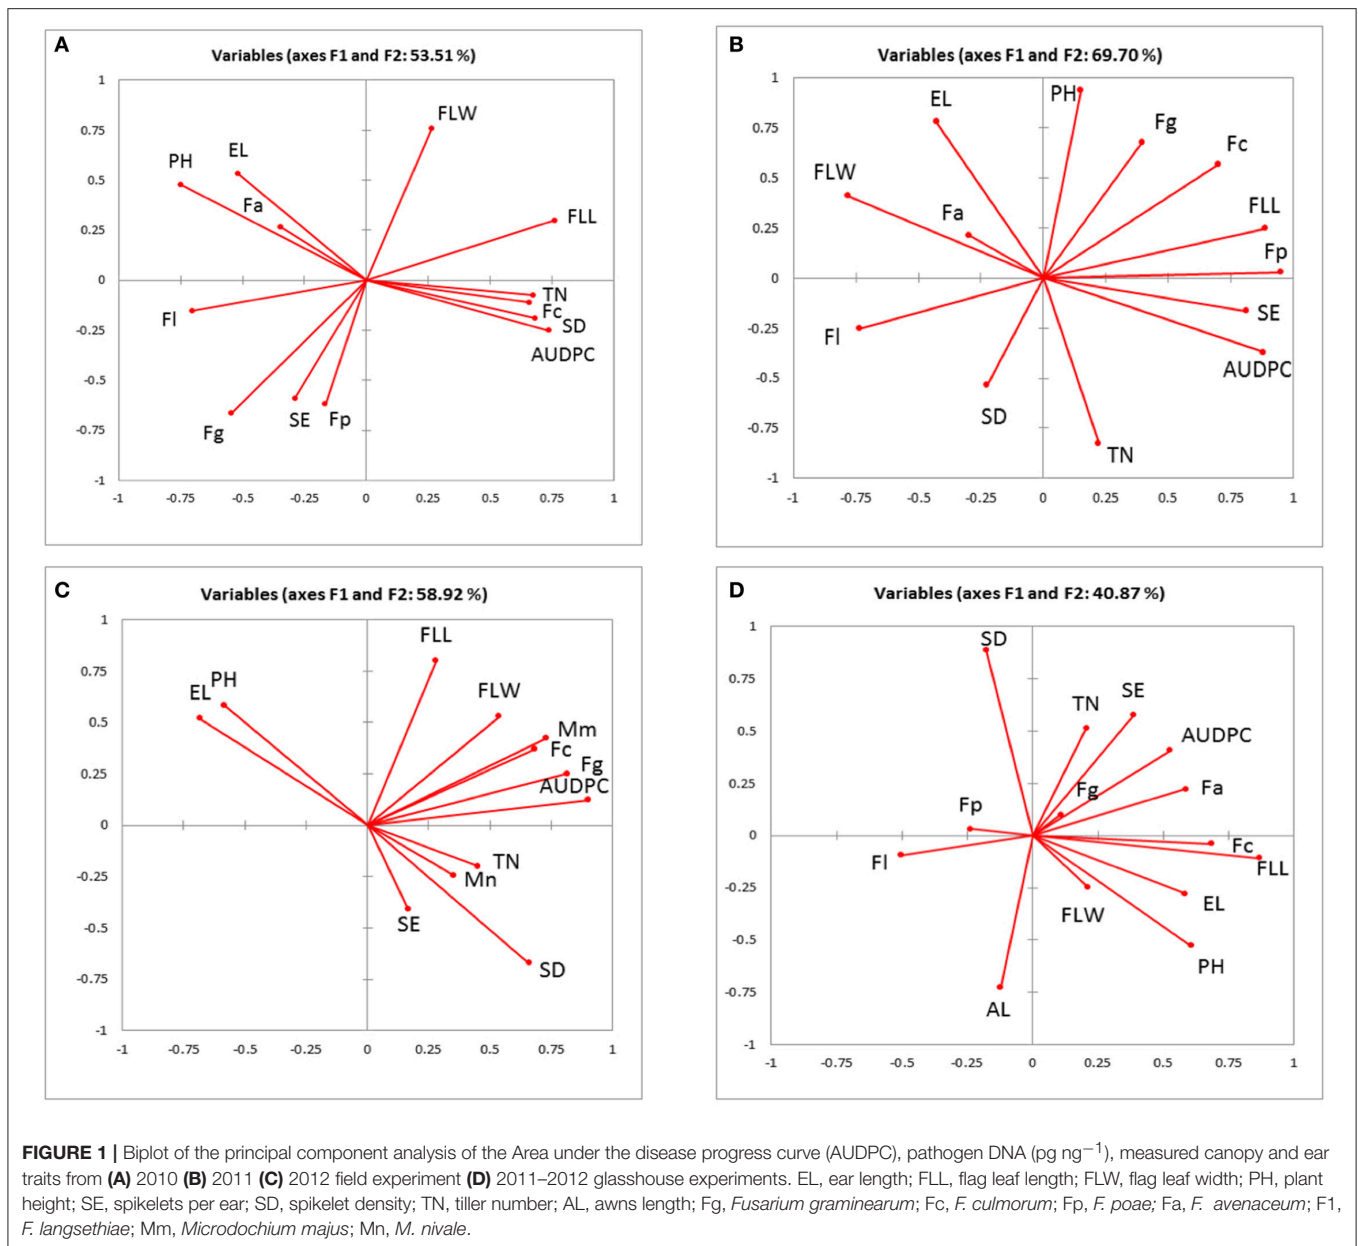 A
Variables (axes F1 and F2: 53.51 %)
1
0.75
0.5
0.25
0
-0.25
-0.5
-0.75
-1
-1 -0.75 -0.5 -0.25 0 0.25 0.5 0.75 1
FLW
EL
PH
Fa
FLL
TN
Fc
SD
AUDPC
Fl
Fg
SE
Fp
B
Variables (axes F1 and F2: 69.70 %)
1
0.75
0.5
0.25
0
-0.25
-0.5
-0.75
-1
-1 -0.75 -0.5 -0.25 0 0.25 0.5 0.75 1
EL
PH
Fg
Fc
FLW
Fa
FLL
Fp
SE
Fl
AUDPC
SD
TN
C
Variables (axes F1 and F2: 58.92 %)
1
0.75
0.5
0.25
0
-0.25
-0.5
-0.75
-1
-1 -0.75 -0.5 -0.25 0 0.25 0.5 0.75 1
FLL
EL
PH
FLW
Mm
Fc
Fg
AUDPC
TN
Mn
SE
SD
D
Variables (axes F1 and F2: 40.87 %)
1
0.75
0.5
0.25
0
-0.25
-0.5
-0.75
-1
-1 -0.75 -0.5 -0.25 0 0.25 0.5 0.75 1
SD
TN
SE
AUDPC
Fg
Fa
Fp
Fl
Fc
FLL
EL
FLW
PH
AL
FIGURE 1 | Biplot of the principal component analysis of the Area under the disease progress curve (AUDPC), pathogen DNA (pg ng−1), measured canopy and ear
traits from (A) 2010 (B) 2011 (C) 2012 field experiment (D) 2011–2012 glasshouse experiments. EL, ear length; FLL, flag leaf length; FLW, flag leaf width; PH, plant
height; SE, spikelets per ear; SD, spikelet density; TN, tiller number; AL, awns length; Fg, Fusarium graminearum; Fc, F. culmorum; Fp, F. poae; Fa, F. avenaceum; F1,
F. langsethiae; Mm, Microdochium majus; Mn, M. nivale.